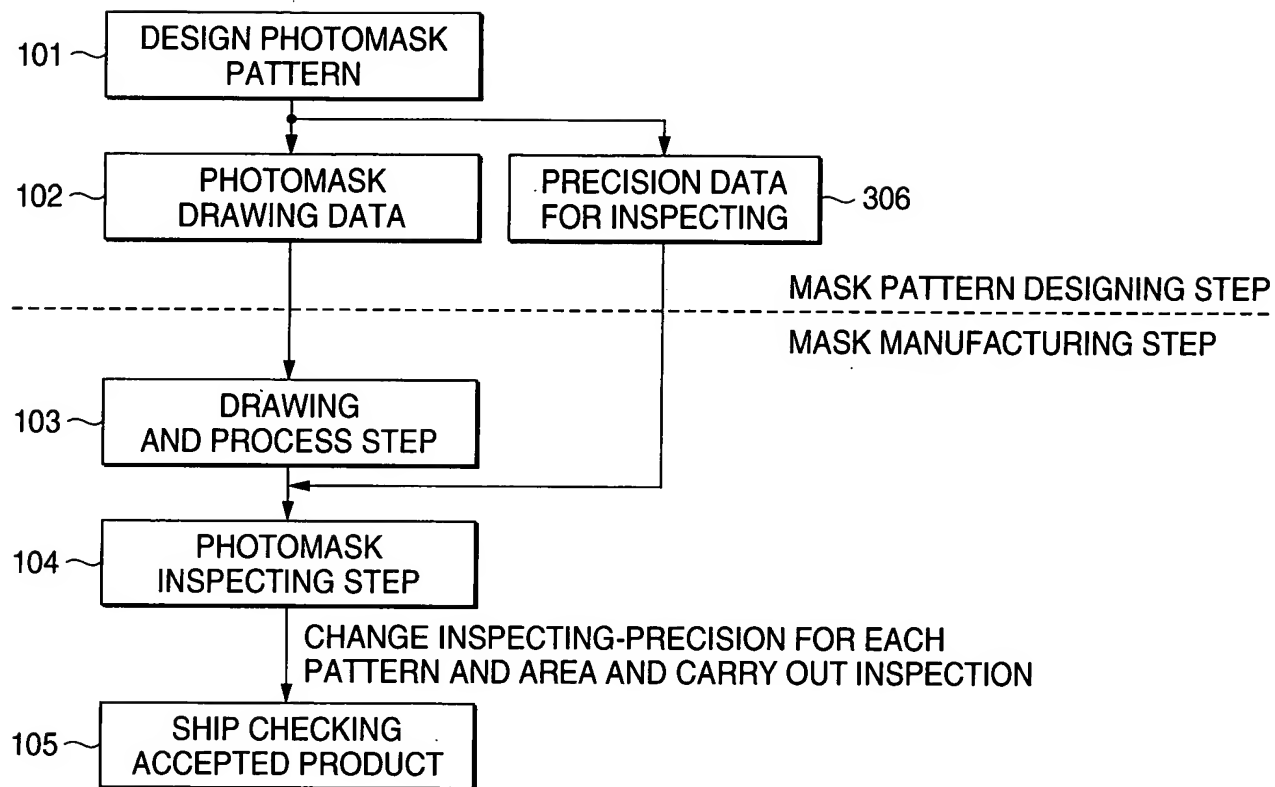 101
DESIGN PHOTOMASK
PATTERN
102
PHOTOMASK
DRAWING DATA
PRECISION DATA
FOR INSPECTING
306
MASK PATTERN DESIGNING STEP
MASK MANUFACTURING STEP
103
DRAWING
AND PROCESS STEP
104
PHOTOMASK
INSPECTING STEP
CHANGE INSPECTING-PRECISION FOR EACH
PATTERN AND AREA AND CARRY OUT INSPECTION
105
SHIP CHECKING
ACCEPTED PRODUCT